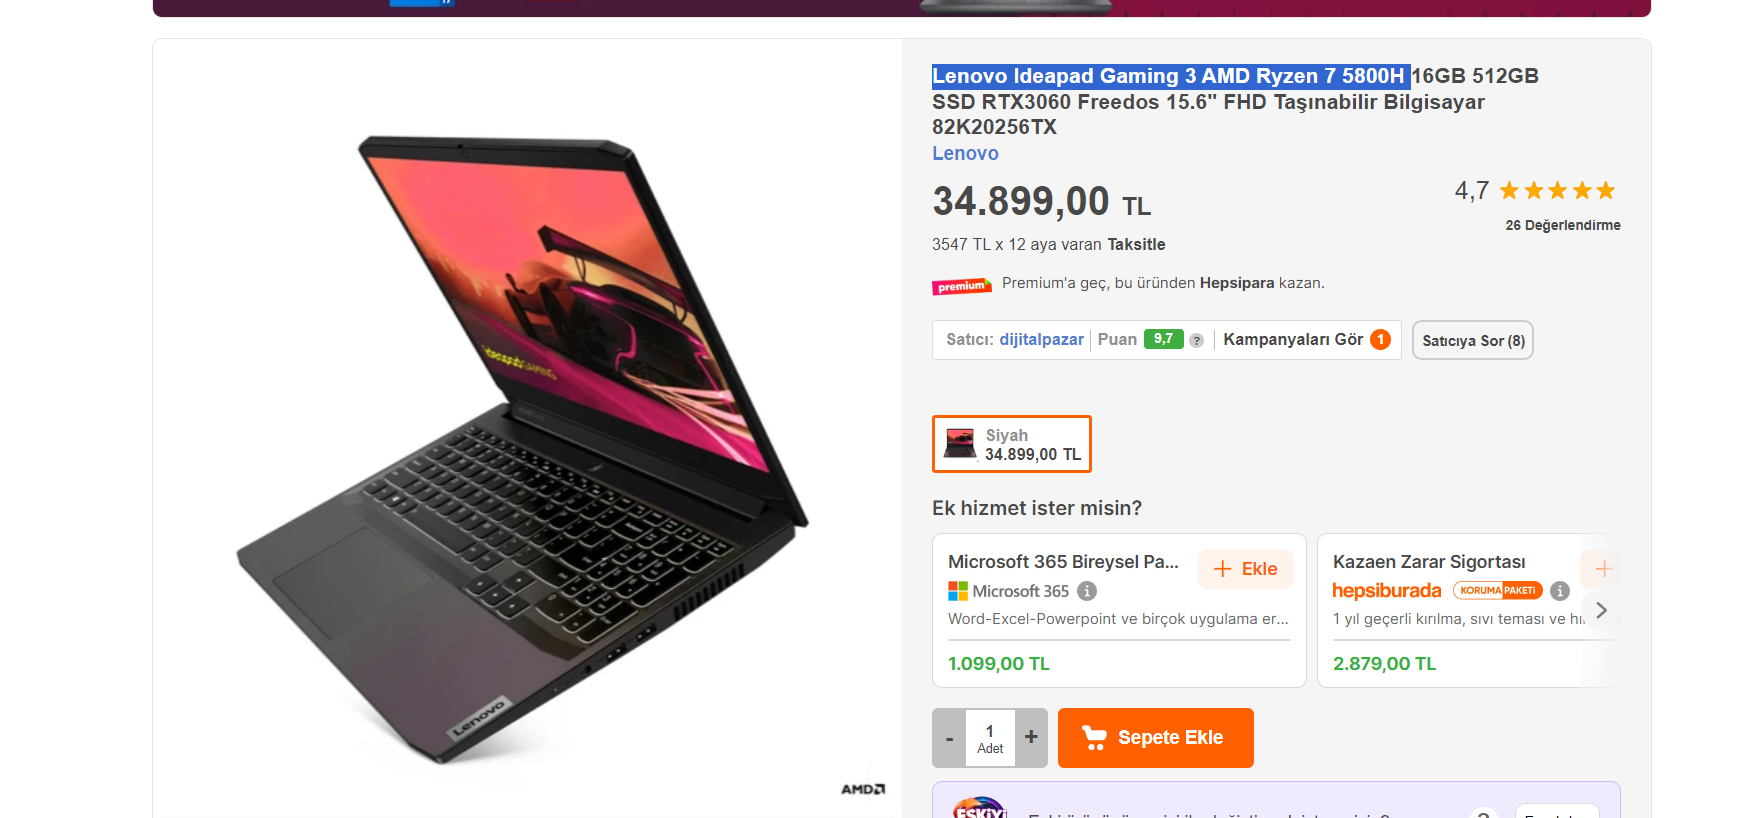 Lenovo Ideapad Gaming 3 AMD Ryzen 7 5800H 16GB 512GB
SSD RTX3060 Freedos 15.6" FHD Taşınabilir Bilgisayar
82K20256TX
Lenovo
34.899,00 TL
4,7
26 Değerlendirme
3547 TL x 12 aya varan Taksitle
premium
Premium'a geç, bu üründen Hepsipara kazan.
Satıcı: dijitalpazar
Puan 9,7 ?
Kampanyaları Gör 1
Satıcıya Sor (8)
Siyah
34.899,00 TL
Ek hizmet ister misin?
Microsoft 365 Bireysel Pa...
+ Ekle
Microsoft 365 i
Word-Excel-Powerpoint ve birçok uygulama er...
1.099,00 TL
Kazaen Zarar Sigortası
+
hepsiburada KORUMA PAKETİ i
1 yıl geçerli kırılma, sıvı teması ve
2.879,00 TL
- 1 +
Adet
Sepete Ekle
ESKİYİ
ideapad GAMING
Lenovo
AMD